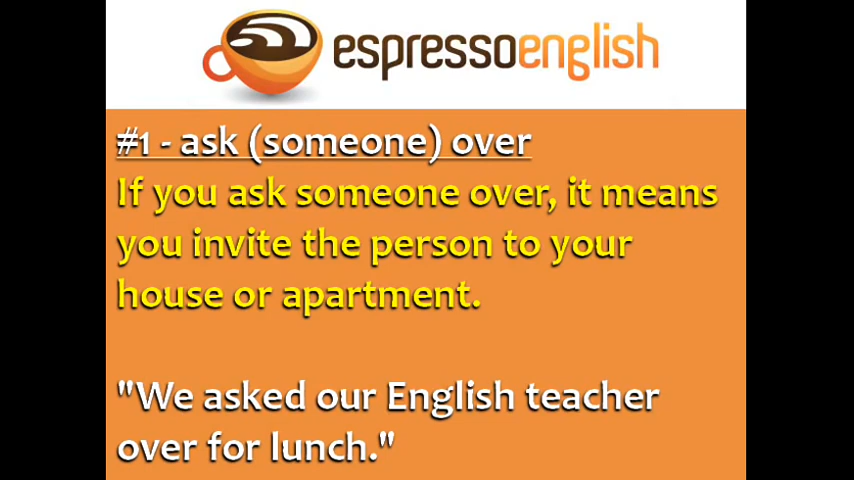 espressoenglish
#1 - ask (someone) over
If you ask someone over, it means
you invite the person to your
house or apartment.
"We asked our English teacher
over for lunch."